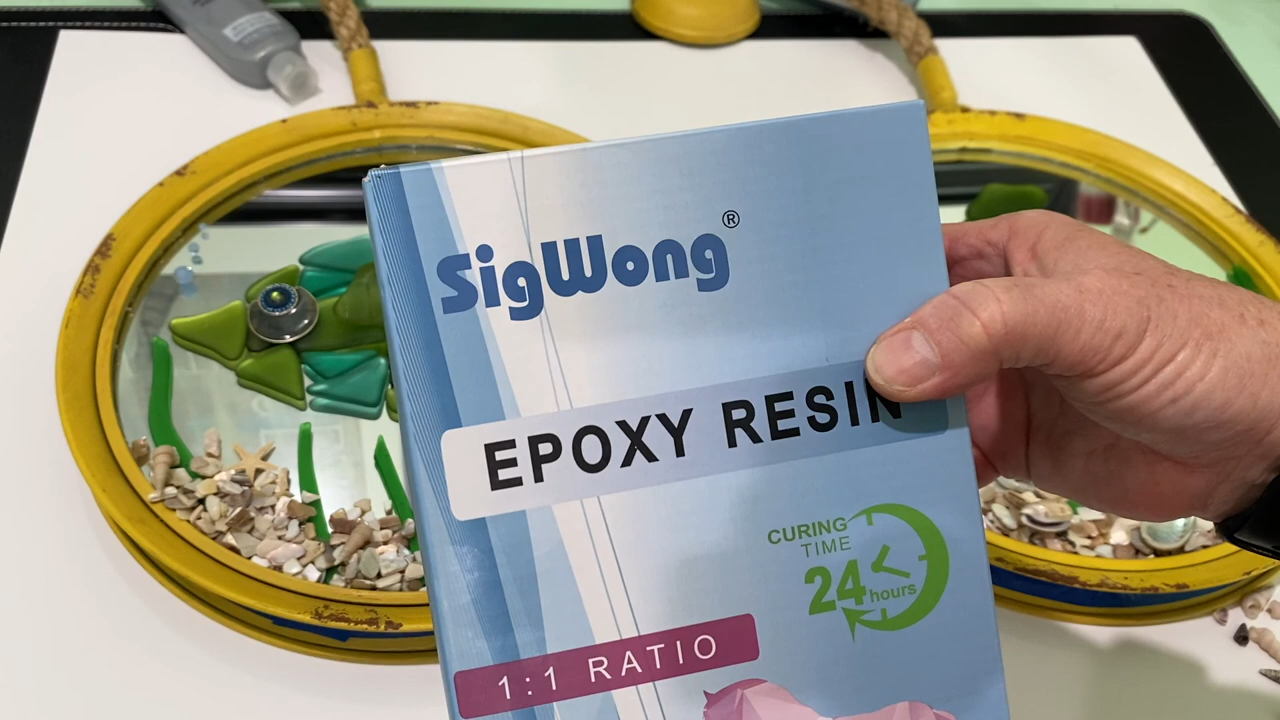 SigWong®
EPOXY RESIN
CURING
TIME
24 hours
1:1 RATIO